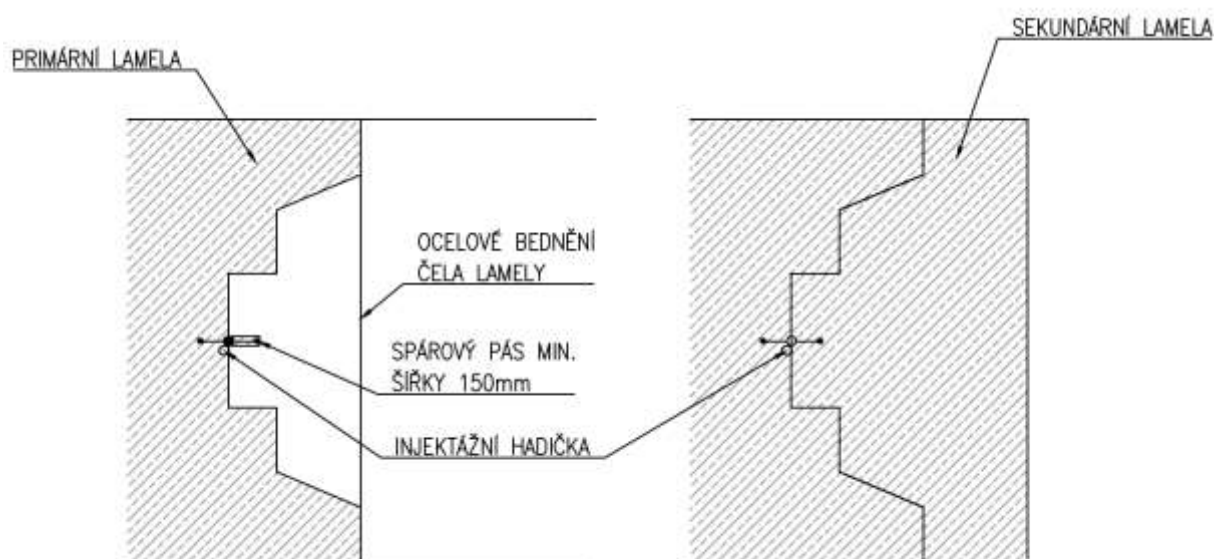 PRIMÁRNÍ LAMELA
SEKUNDÁRNÍ LAMELA
OCELOVÉ BEDNĚNÍ
ČELA LAMELY
SPÁROVÝ PÁS MIN.
ŠÍŘKY 150mm
INJEKTÁŽNÍ HADIČKA